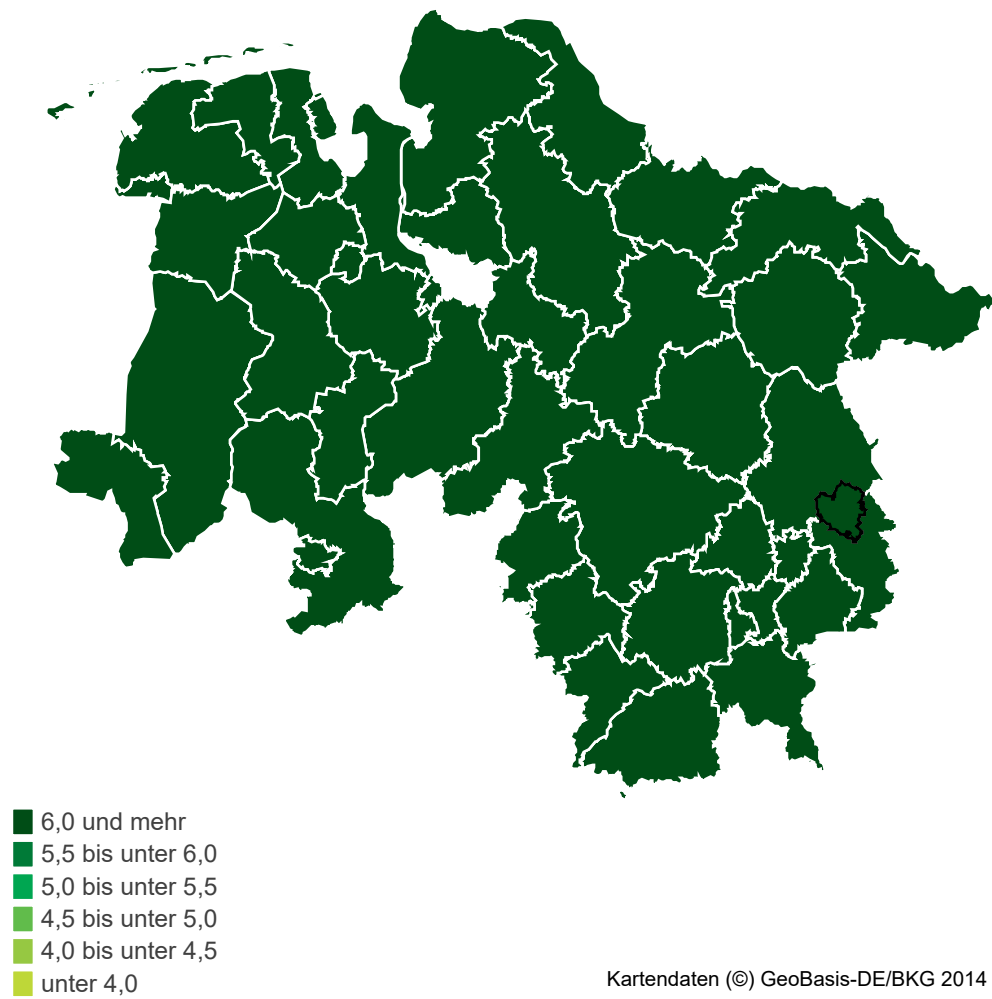 6,0 und mehr
5,5 bis unter 6,0
5,0 bis unter 5,5
4,5 bis unter 5,0
4,0 bis unter 4,5
unter 4,0
Kartendaten (©) GeoBasis-DE/BKG 2014